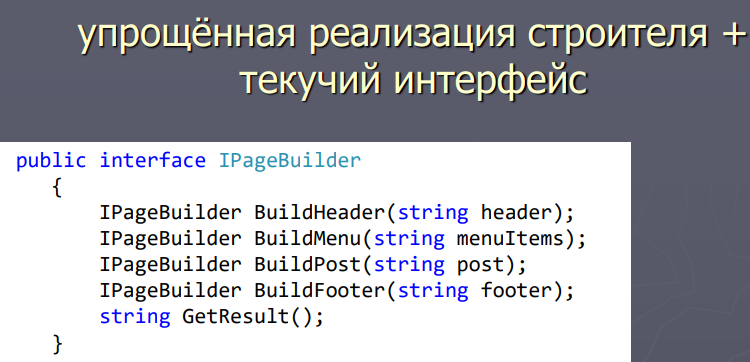 упрощённая реализация строителя +
текучий интерфейс
public interface IPageBuilder
{
IPageBuilder BuildHeader(string header);
IPageBuilder BuildMenu(string menuItems);
IPageBuilder BuildPost(string post);
IPageBuilder BuildFooter(string footer);
string GetResult();
}